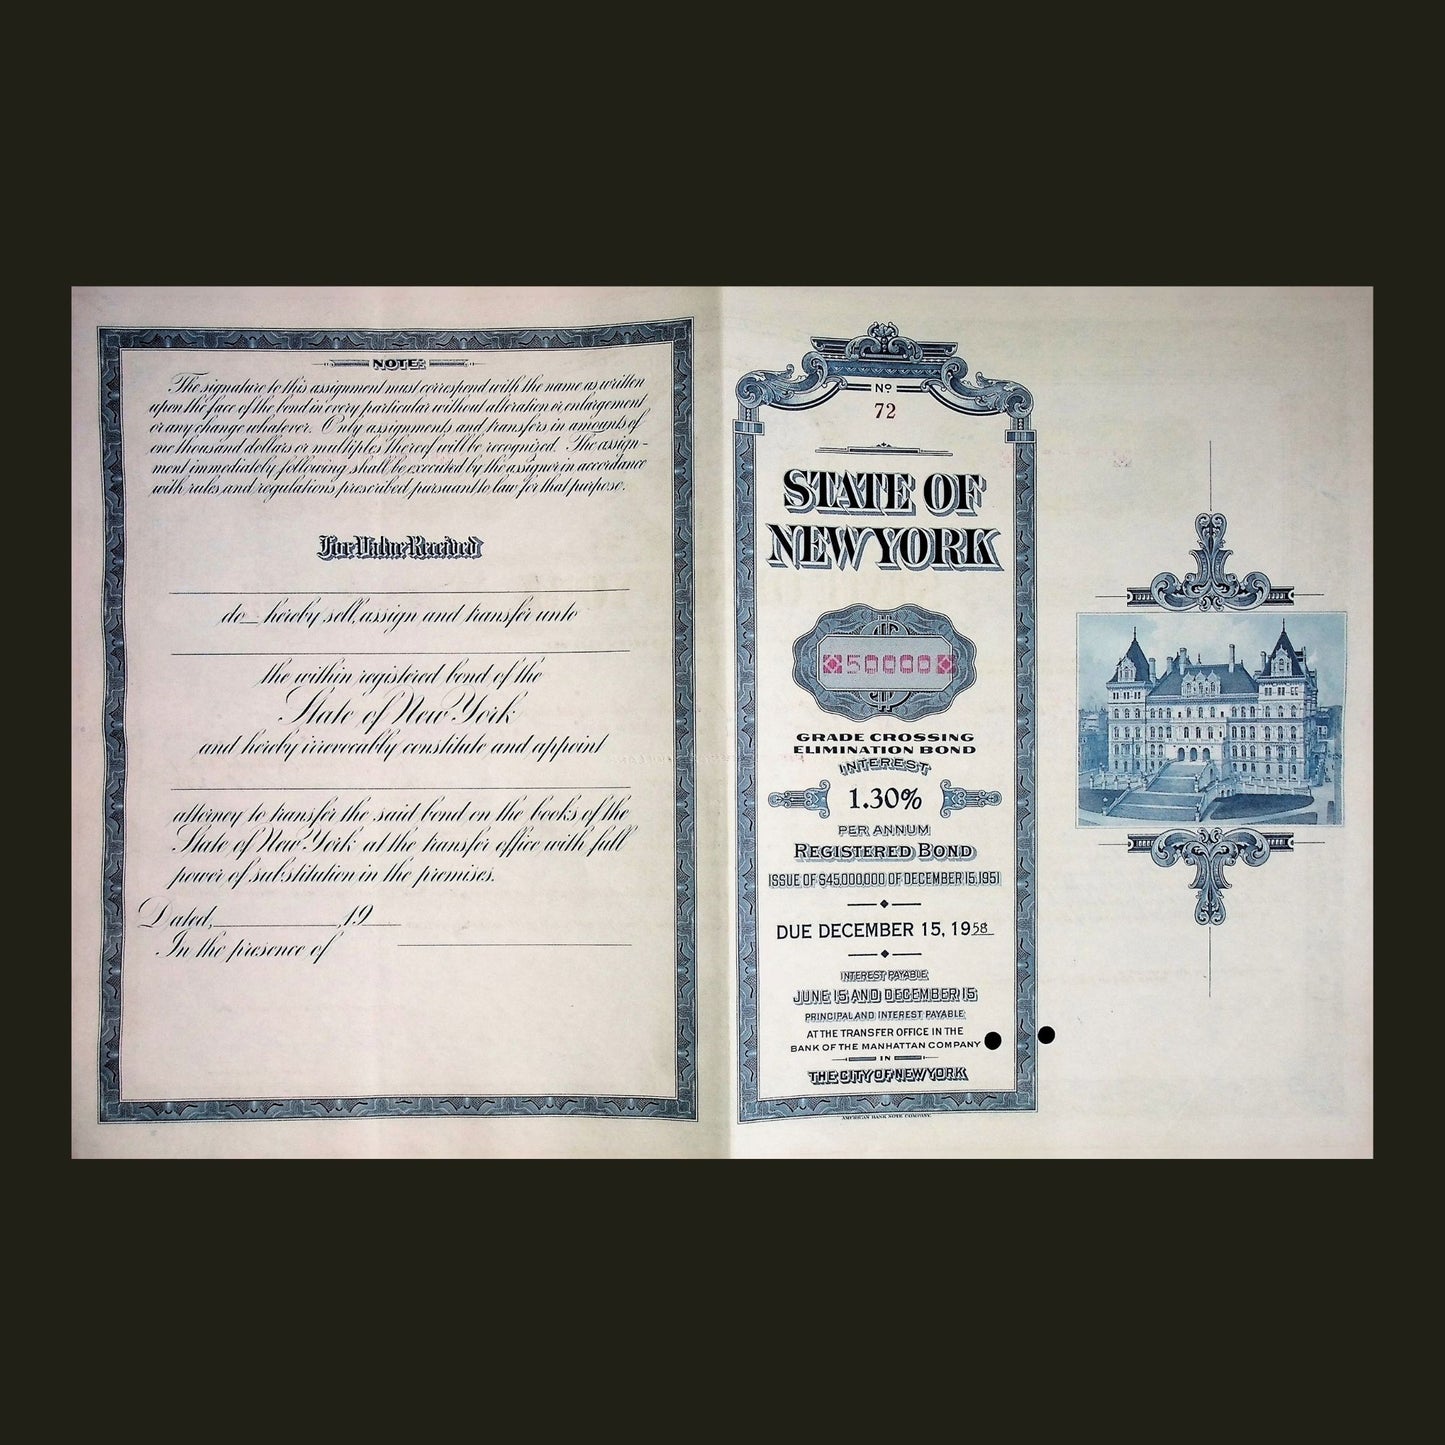 NOTE:
The signature to this assignment must correspond with the name as written
upon the face of the bond in every particular without alteration or enlargement
or any change whatever. Only assignments and transfers in amounts of
one thousand dollars or multiples thereof will be recognized. The assign-
ment immediately following shall be executed by the assignor in accordance
with rules and regulations prescribed pursuant to law for that purpose.
For Value Received
do_ hereby sell, assign and transfer unto
the within registered bond of the
State of New York
and hereby irrevocably constitute and appoint
attorney to transfer the said bond on the books of the
State of New York at the transfer office, with full
power of substitution in the premises.
Dated, ____________, 19___
In the presence of
No
72
STATE OF
NEW YORK
50000
GRADE CROSSING
ELIMINATION BOND
INTEREST
1.30%
PER ANNUM
REGISTERED BOND
ISSUE OF $45,000,000 OF DECEMBER 15, 1951
DUE DECEMBER 15, 1958
INTEREST PAYABLE
JUNE 15 AND DECEMBER 15
PRINCIPAL AND INTEREST PAYABLE
AT THE TRANSFER OFFICE IN THE
BANK OF THE MANHATTAN COMPANY
IN
THE CITY OF NEW YORK
AMERICAN BANK NOTE COMPANY.